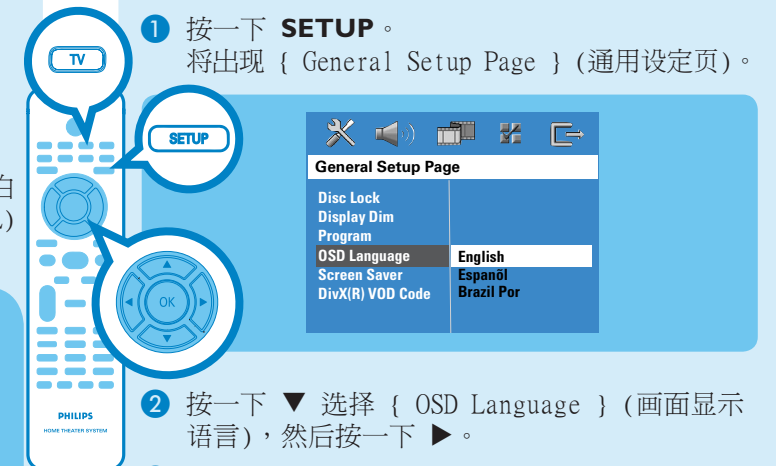 1 按一下 SETUP。
将出现 { General Setup Page } (通用设定页)。
TV
SETUP
OK
PHILIPS
HOME THEATER SYSTEM
General Setup Page
Disc Lock
Display Dim
Program
OSD Language English
Screen Saver Espanõl
DivX(R) VOD Code Brazil Por
2 按一下 ▼ 选择 { OSD Language } (画面显示
语言)，然后按一下 ▶。